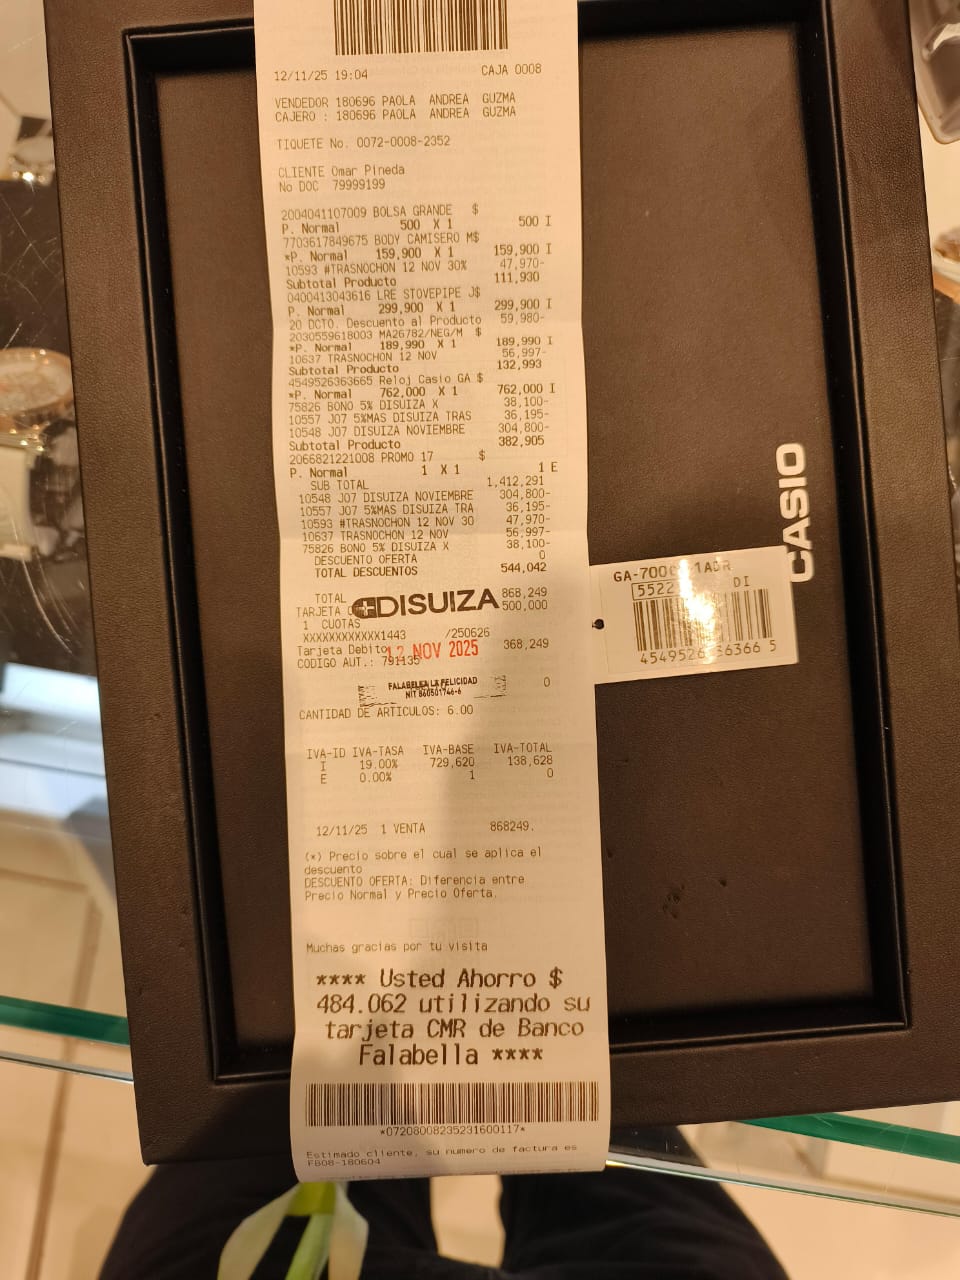 12/11/25 19:04 CAJA 0008
VENDEDOR 180696 PAOLA ANDREA GUZMA
CAJERO : 180696 PAOLA ANDREA GUZMA
TIQUETE No. 0072-0008-2352
CLIENTE Omar Pineda
No DOC 79999199
2004041107009 BOLSA GRANDE $
P. Normal 500 X 1 500 I
7703617849675 BODY CAMISERO M$
*P. Normal 159,900 X 1 159,900 I
10593 #TRASNOCHON 12 NOV 30% 47,970-
Subtotal Producto 111,930
0400413043616 LRE STOVEPIPE J$
P. Normal 299,900 X 1 299,900 I
20 DCTO. Descuento al Producto 59,980-
2030559618003 MA26782/NEG/M $
*P. Normal 189,990 X 1 189,990 I
10637 TRASNOCHON 12 NOV 56,997-
Subtotal Producto 132,993
4549526363665 Reloj Casio GA $
*P. Normal 762,000 X 1 762,000 I
75826 BONO 5% DISUIZA X 38,100-
10557 J07 5%MAS DISUIZA TRAS 36,195-
10548 J07 DISUIZA NOVIEMBRE 304,800-
Subtotal Producto 382,905
2066821221008 PROMO 17 $
P. Normal 1 X 1 1 E
SUB TOTAL 1,412,291
10548 J07 DISUIZA NOVIEMBRE 304,800-
10557 J07 5%MAS DISUIZA TRA 36,195-
10593 #TRASNOCHON 12 NOV 30 47,970-
10637 TRASNOCHON 12 NOV 56,997-
75826 BONO 5% DISUIZA X 38,100-
DESCUENTO OFERTA 0
TOTAL DESCUENTOS 544,042
TOTAL 868,249
TARJETA 500,000
DISUIZA
1 CUOTAS
XXXXXXXXXXXX1443 /250626
Tarjeta Debito 368,249
12 NOV 2025
CODIGO AUT.: 791135
FALABELLA LA FELICIDAD
NIT 860501746-6
0
CANTIDAD DE ARTICULOS: 6.00
IVA-ID IVA-TASA IVA-BASE IVA-TOTAL
I 19.00% 729,620 138,628
E 0.00% 1 0
12/11/25 1 VENTA 868249.
(*) Precio sobre el cual se aplica el
descuento
DESCUENTO OFERTA: Diferencia entre
Precio Normal y Precio Oferta.
Muchas gracias por tu visita
**** Usted Ahorro $
484.062 utilizando su
tarjeta CMR de Banco
Falabella ****
*07208008235231600117*
Estimado cliente, su numero de factura es
FB08-180604
CASIO
DI